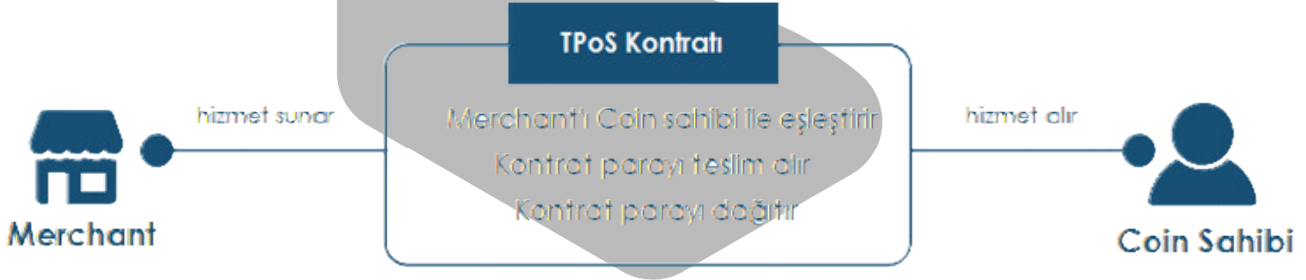 TPoS Kontratı
hizmet sunar
Merchant'ı Coin sahibi ile eşleştirir
hizmet alır
Kontrat parayı teslim alır
Kontrat parayı dağıtır
Merchant
Coin Sahibi